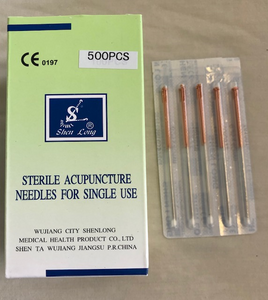 CE 0197
500PCS
Shen Long ®
STERILE ACUPUNCTURE
NEEDLES FOR SINGLE USE
WUJIANG CITY SHENLONG
MEDICAL HEALTH PRODUCT CO., LTD
SHEN TA WUJIANG JIANGSU P.R.CHINA